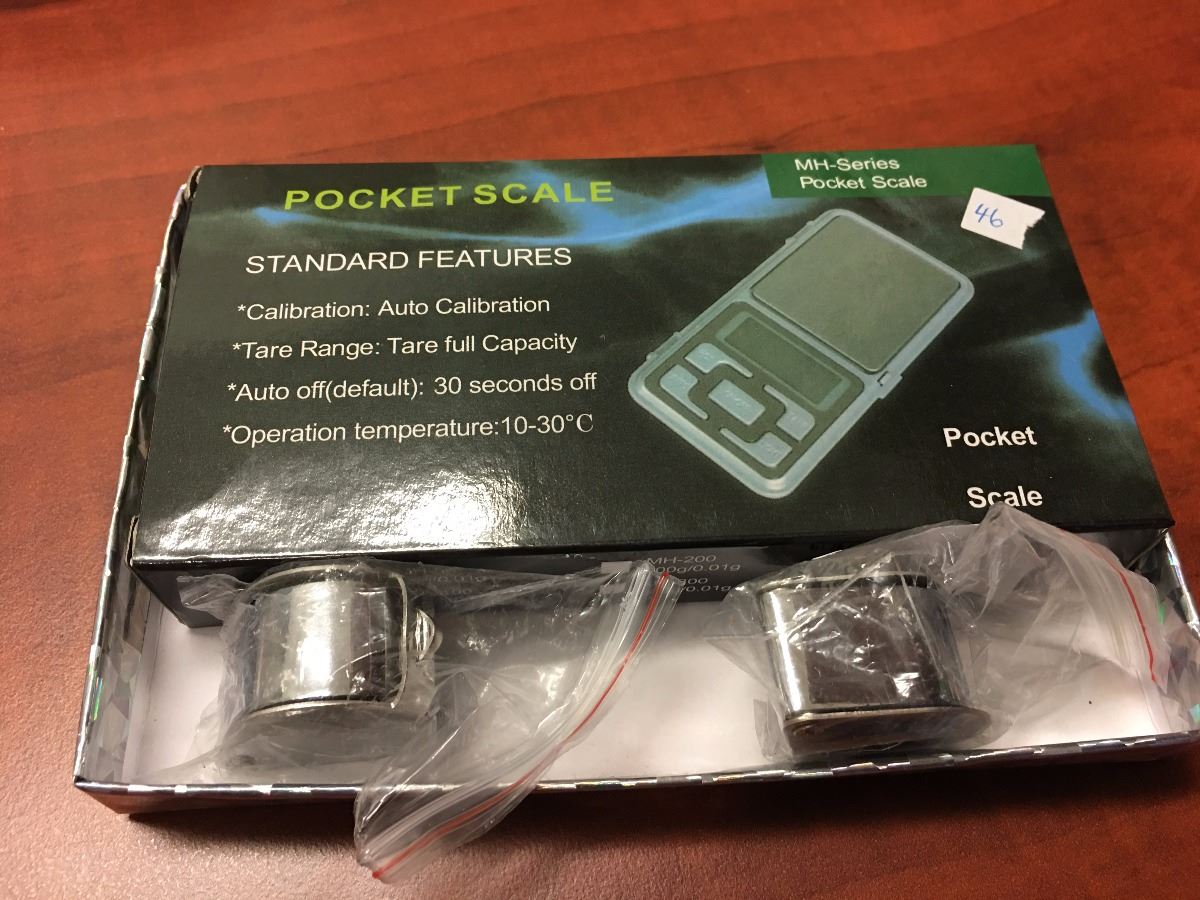 POCKET SCALE
MH-Series
Pocket Scale
46
STANDARD FEATURES
*Calibration: Auto Calibration
*Tare Range: Tare full Capacity
*Auto off(default): 30 seconds off
*Operation temperature:10-30°C
Pocket
Scale
MH-200